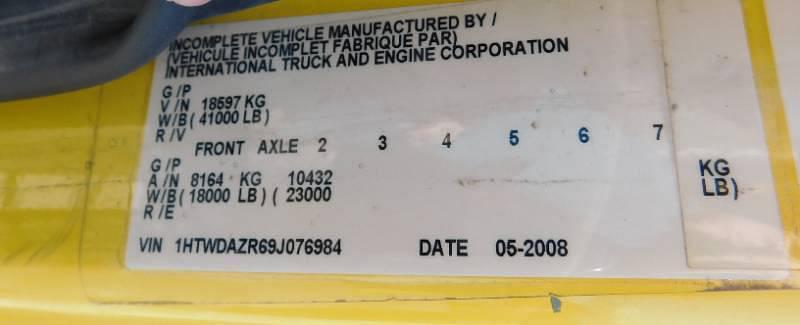 INCOMPLETE VEHICLE MANUFACTURED BY /
(VEHICULE INCOMPLET FABRIQUE PAR)
INTERNATIONAL TRUCK AND ENGINE CORPORATION
G/P
V/N 18597 KG
W/B ( 41000 LB )
R/V
FRONT AXLE 2 3 4 5 6 7
G/P
A/N 8164 KG 10432 KG
W/B ( 18000 LB ) ( 23000 LB)
R/E
VIN 1HTWDAZR69J076984 DATE 05-2008